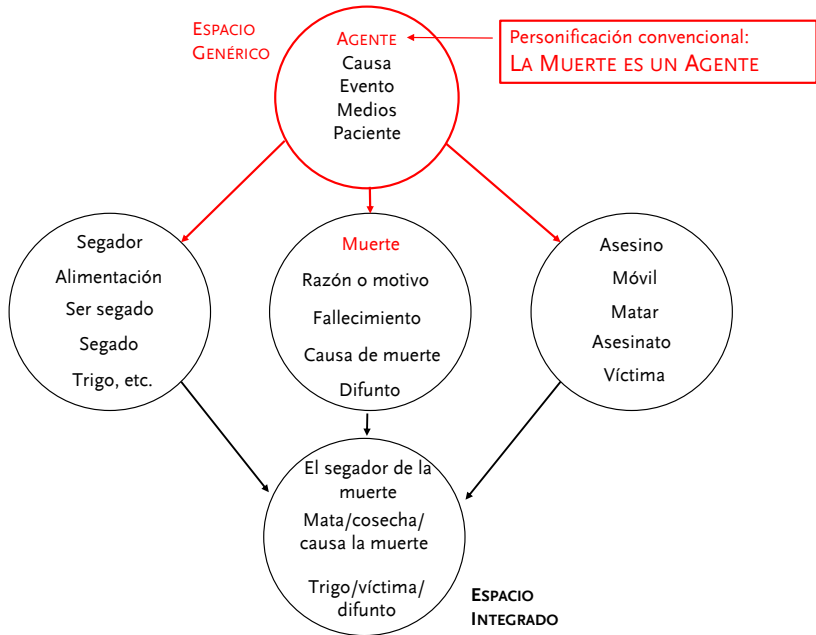 ESPACIO
GENÉRICO
AGENTE
Causa
Evento
Medios
Paciente
Personificación convencional:
LA MUERTE ES UN AGENTE
Segador
Alimentación
Ser segado
Segado
Trigo, etc.
Muerte
Razón o motivo
Fallecimiento
Causa de muerte
Difunto
Asesino
Móvil
Matar
Asesinato
Víctima
El segador de la
muerte
Mata/cosecha/
causa la muerte
Trigo/víctima/
difunto
ESPACIO
INTEGRADO